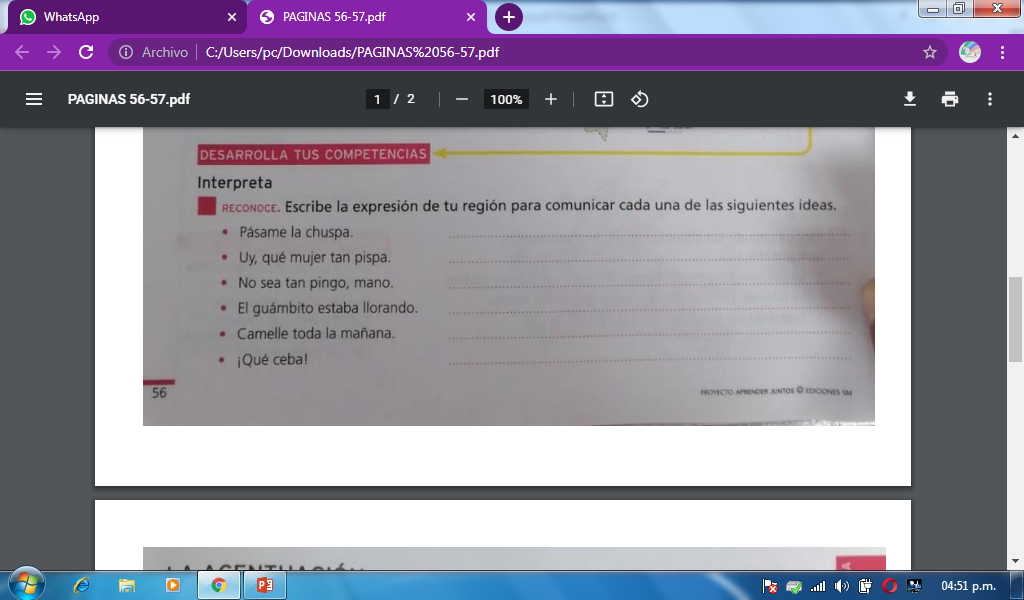 WhatsApp
PAGINAS 56-57.pdf
Archivo
C:/Users/pc/Downloads/PAGINAS%2056-57.pdf
PAGINAS 56-57.pdf
1 / 2
100%
DESARROLLA TUS COMPETENCIAS
Interpreta
RECONOCE. Escribe la expresión de tu región para comunicar cada una de las siguientes ideas.
• Pásame la chuspa.
• Uy, qué mujer tan pispa.
• No sea tan pingo, mano.
• El guámbito estaba llorando.
• Camelle toda la mañana.
• ¡Qué ceba!
56
PROYECTO APRENDER JUNTOS © EDICIONES SM
LA ACENTUACIÓN
04:51 p.m.